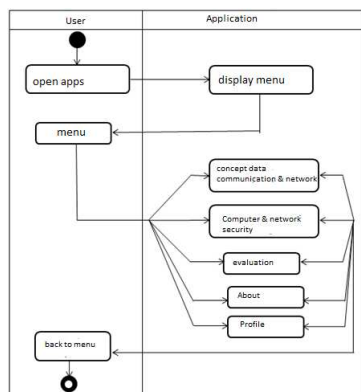 User
Application
open apps
display menu
menu
concept data
communication & network
Computer & network
security
evaluation
About
Profile
back to menu